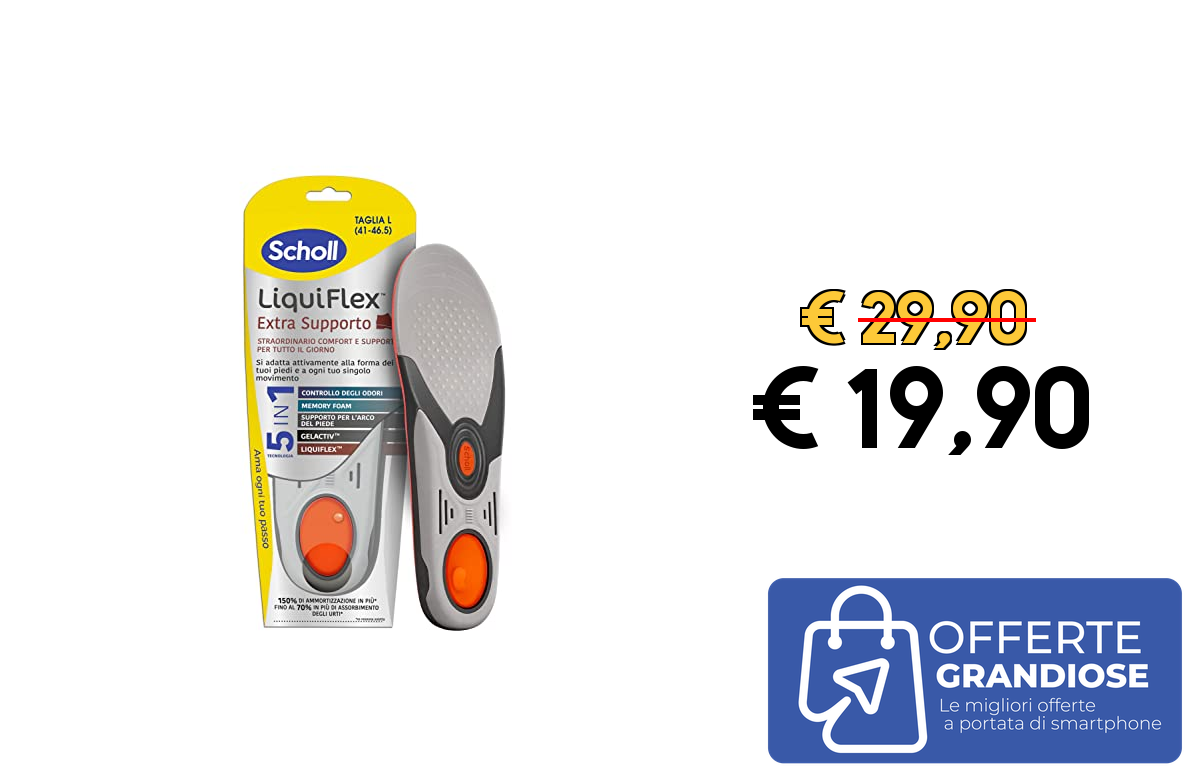 TAGLIA L
(41-46.5)
Scholl
LiquiFlex™
Extra Supporto
STRAORDINARIO COMFORT E SUPPORT
PER TUTTO IL GIORNO
Si adatta attivamente alla forma dei
tuoi piedi e a ogni tuo singolo
movimento
5 IN 1
TECNOLOGIA
CONTROLLO DEGLI ODORI
MEMORY FOAM
SUPPORTO PER L'ARCO
DEL PIEDE
GELACTIV™
LIQUIFLEX™
Ama ogni tuo passo
150% DI AMMORTIZZAZIONE IN PIÙ*
FINO AL 70% IN PIÙ DI ASSORBIMENTO
DEGLI URTI*
Scholl
€ 29,90
€ 19,90
OFFERTE
GRANDIOSE
Le migliori offerte
a portata di smartphone